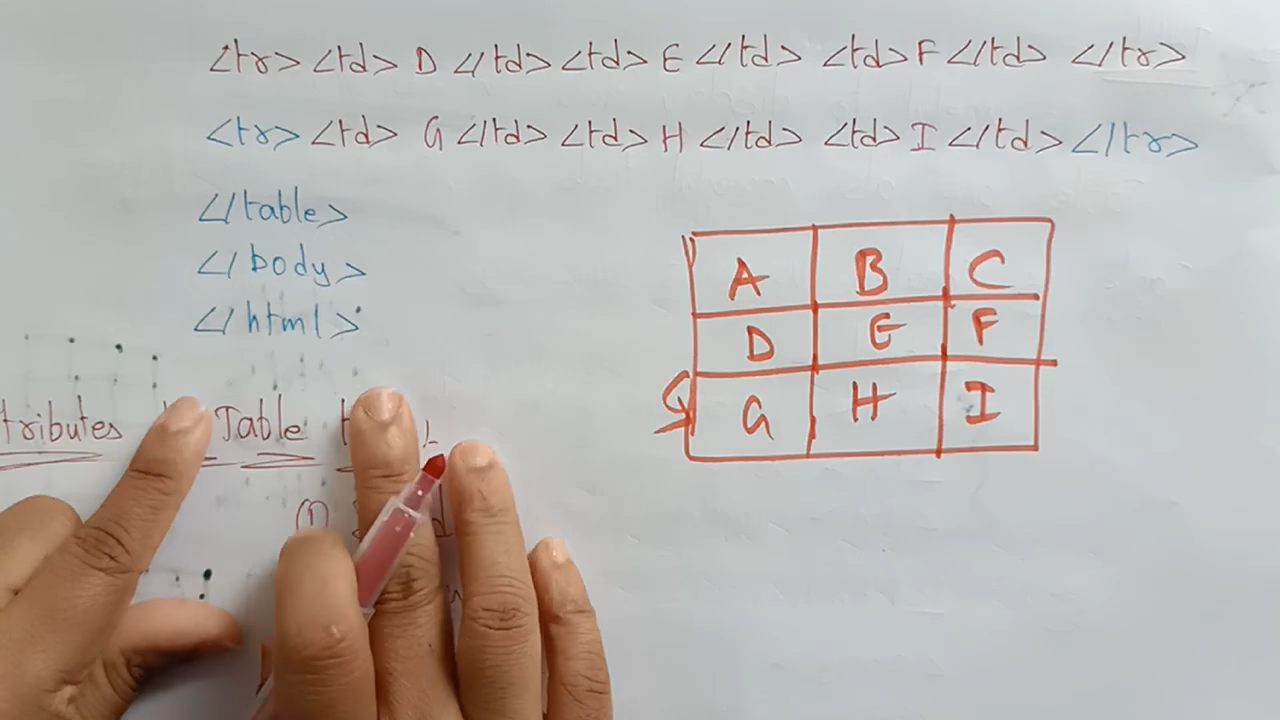 <tr> <td> D </td> <td> E </td> <td> F </td> </tr>
<tr> <td> G </td> <td> H </td> <td> I </td> </tr>
</table>
</body>
</html>
A B C
D E F
G H I
Table
(1)